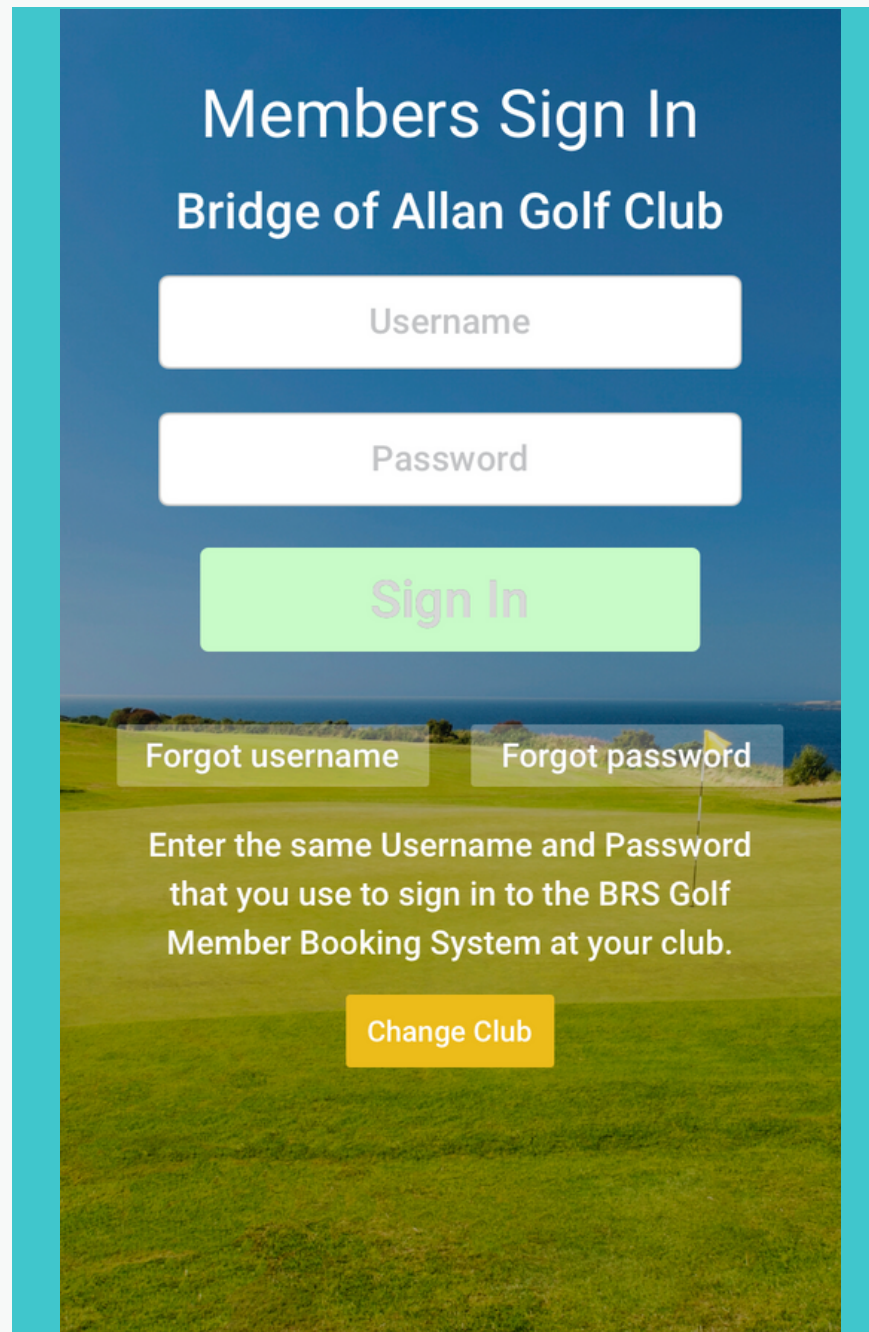 Members Sign In
Bridge of Allan Golf Club
Username
Password
Sign In
Forgot username
Forgot password
Enter the same Username and Password
that you use to sign in to the BRS Golf
Member Booking System at your club.
Change Club